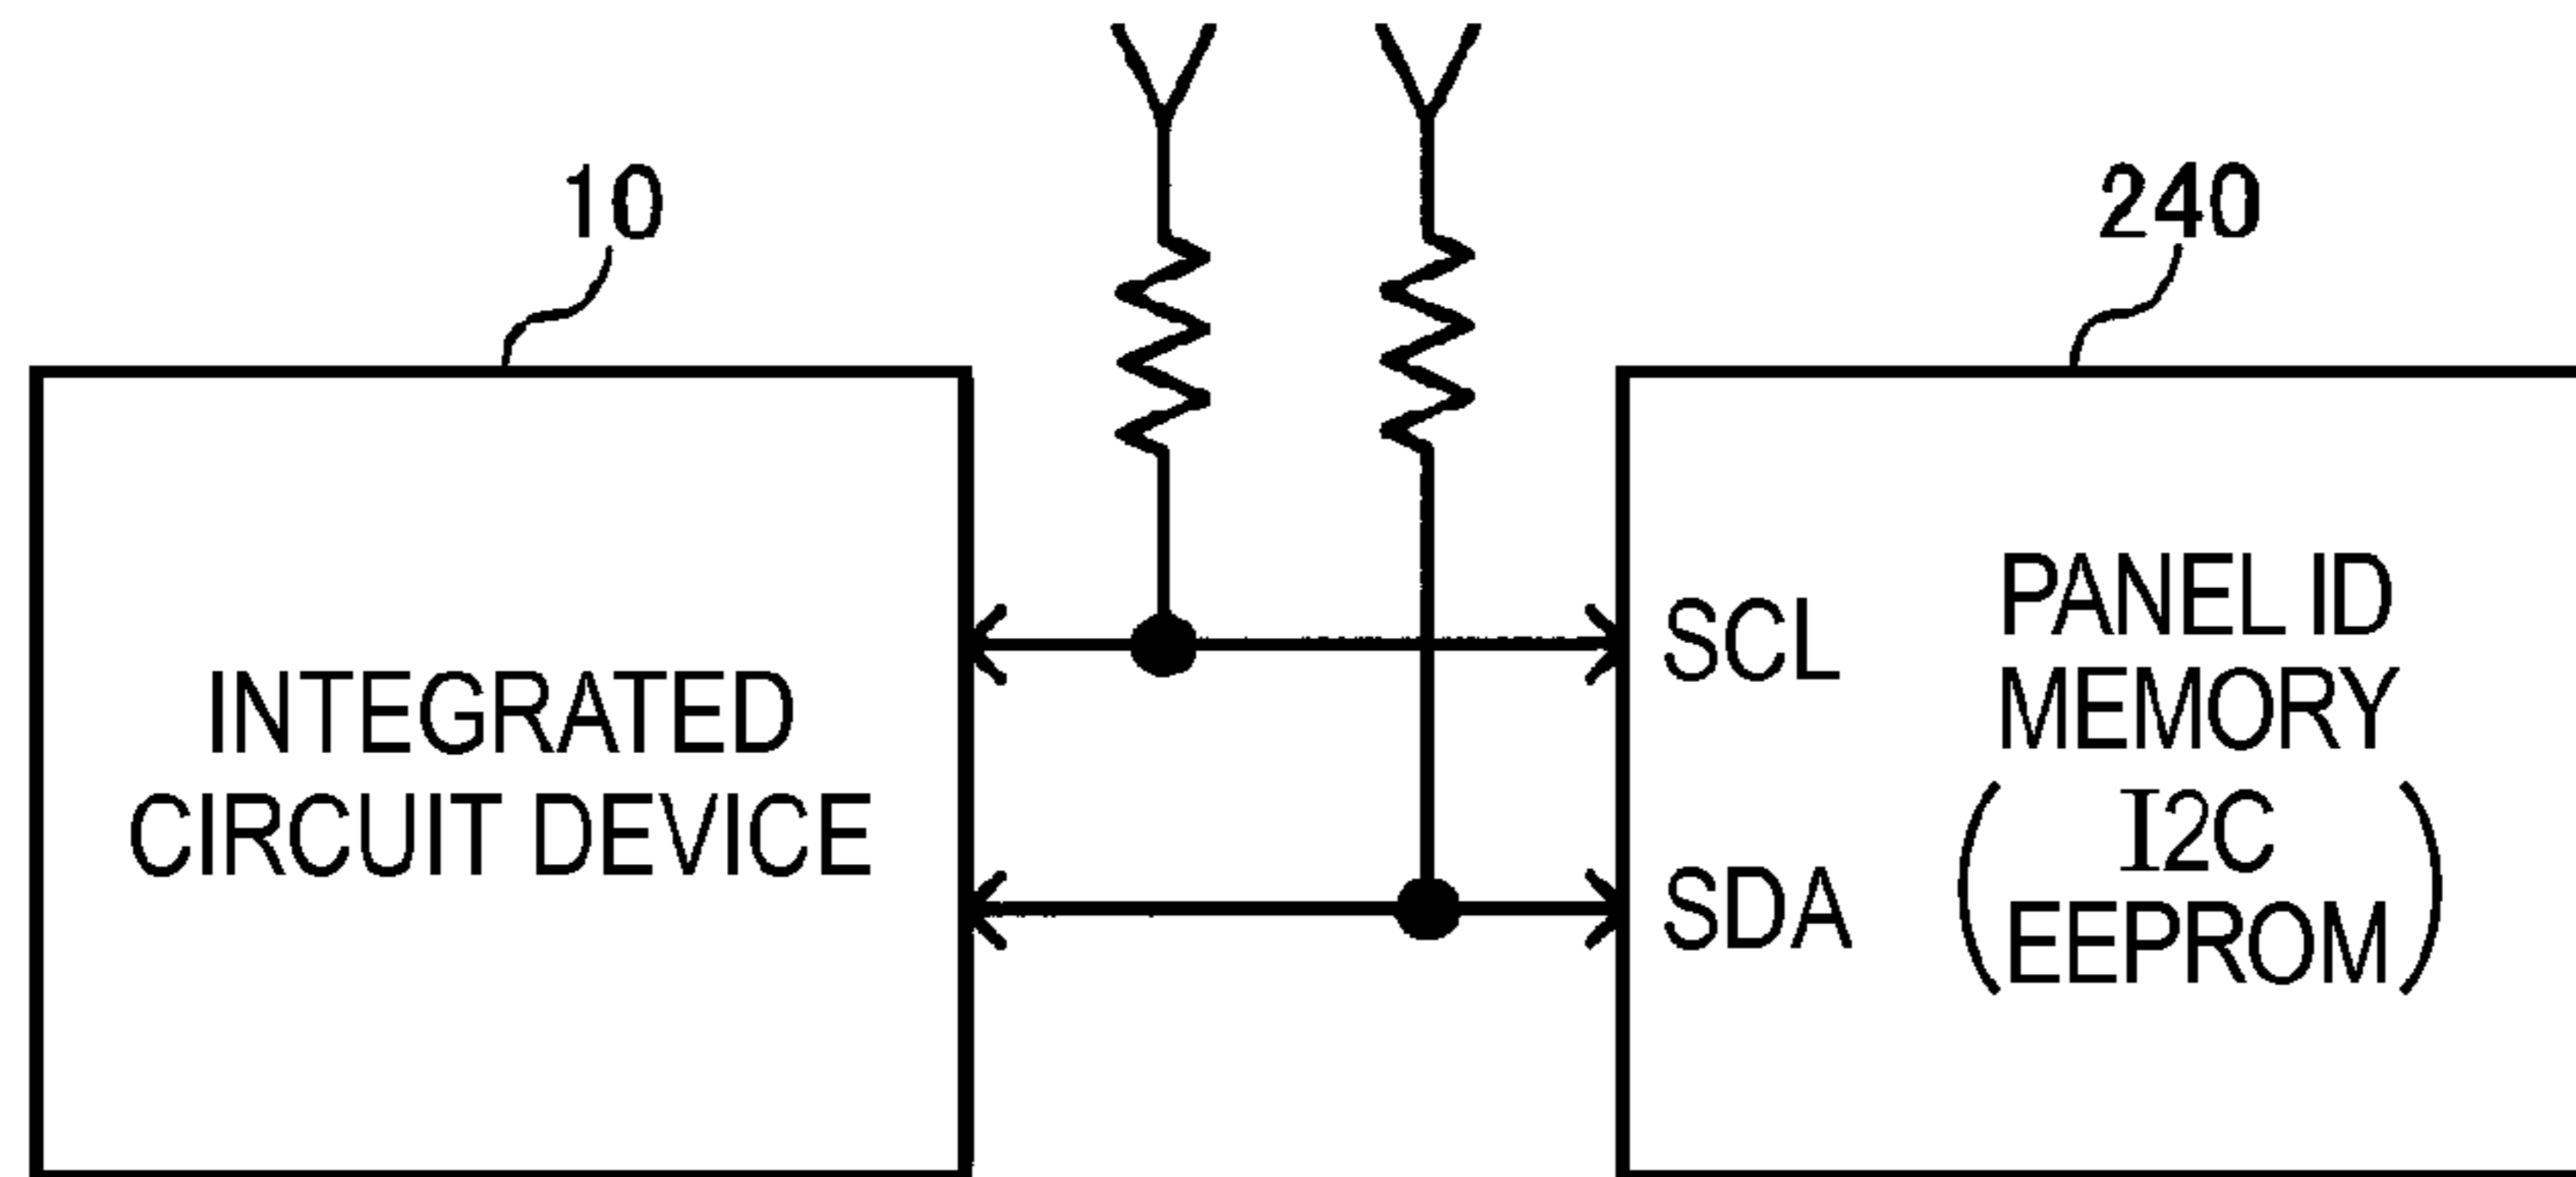 10
240
INTEGRATED
CIRCUIT DEVICE
SCL
SDA
PANEL ID
MEMORY
(I2C
EEPROM)